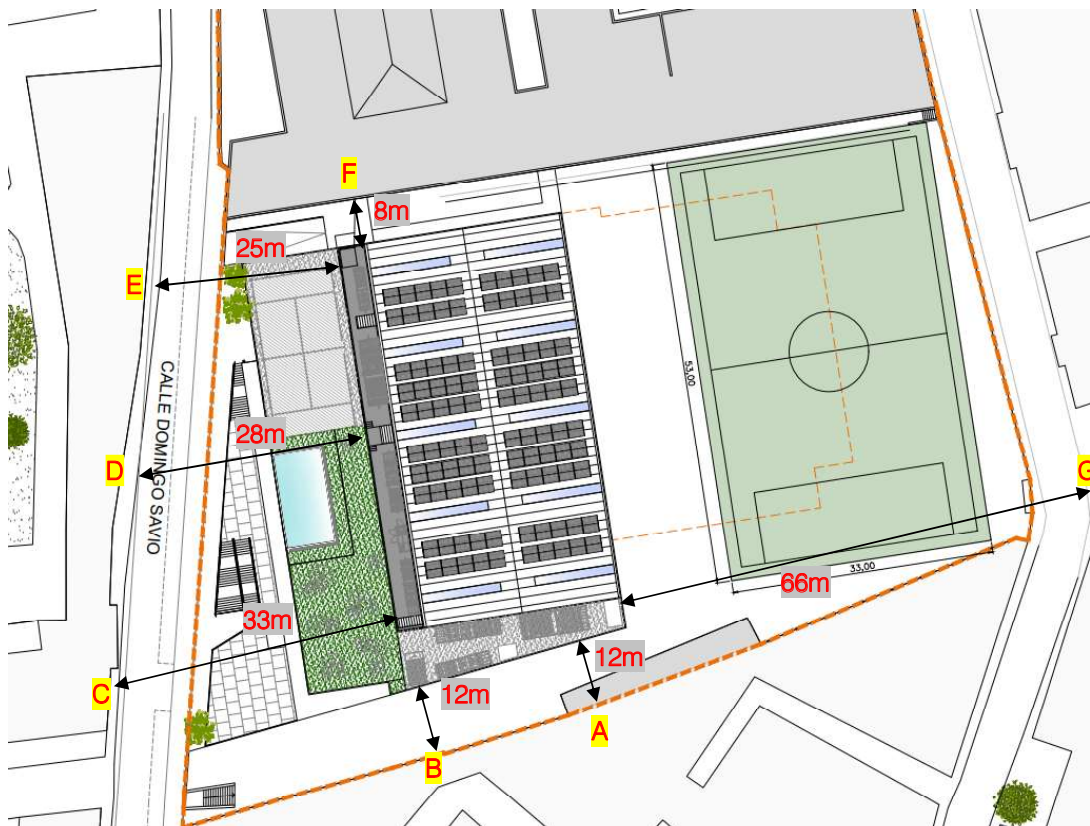 F
8m
25m
E
CALLE DOMINGO SAVIO
53,00
28m
D
G
33,00
66m
33m
12m
C
12m
A
B